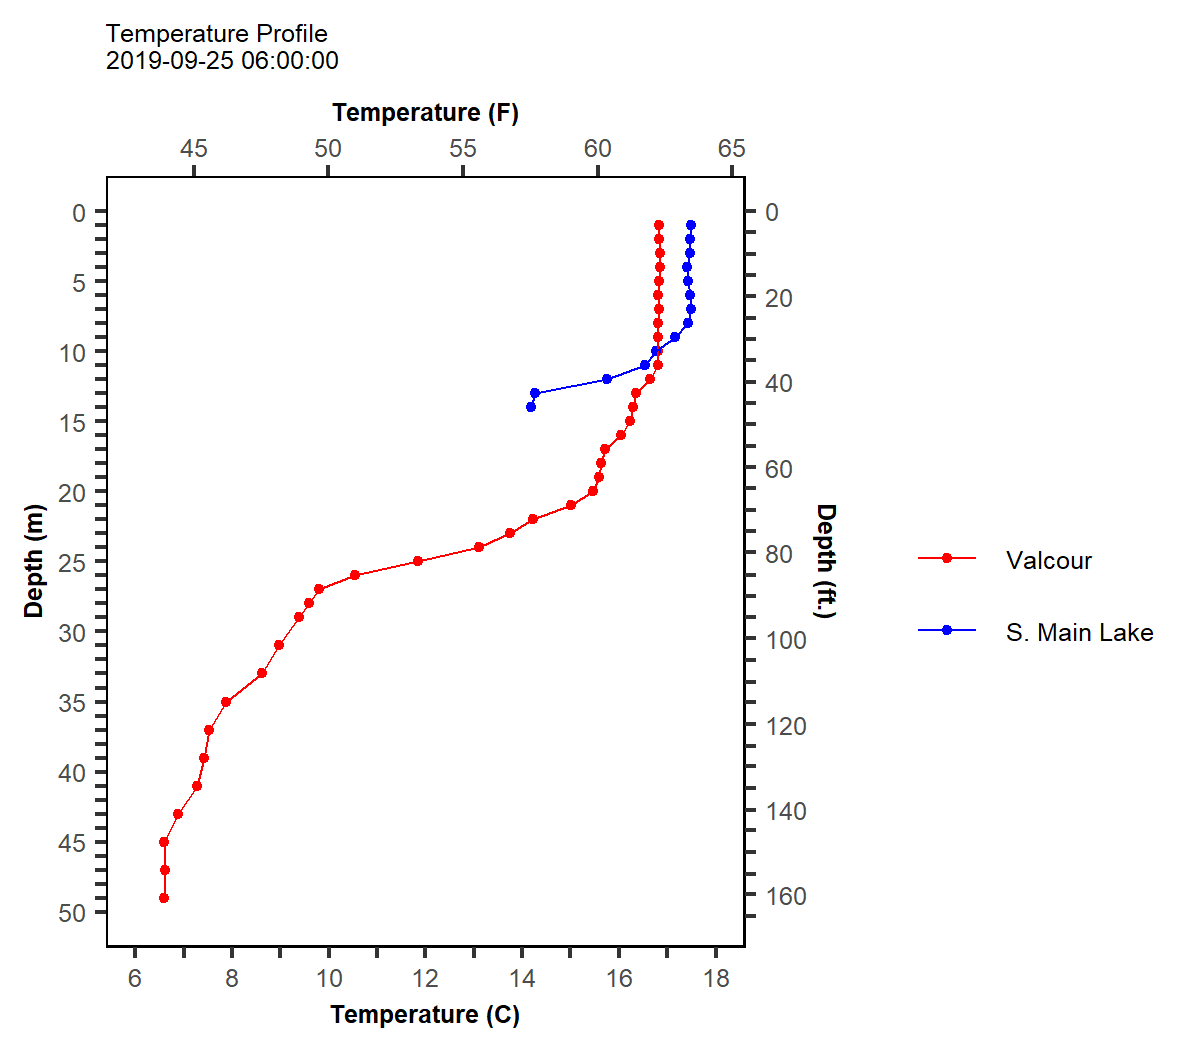 Temperature Profile
2019-09-25 06:00:00
Temperature (F)
45 50 55 60 65
0 5 10 15 20 25 30 35 40 45 50
Depth (m)
0 20 40 60 80 100 120 140 160
Depth (ft.)
Valcour
S. Main Lake
6 8 10 12 14 16 18
Temperature (C)